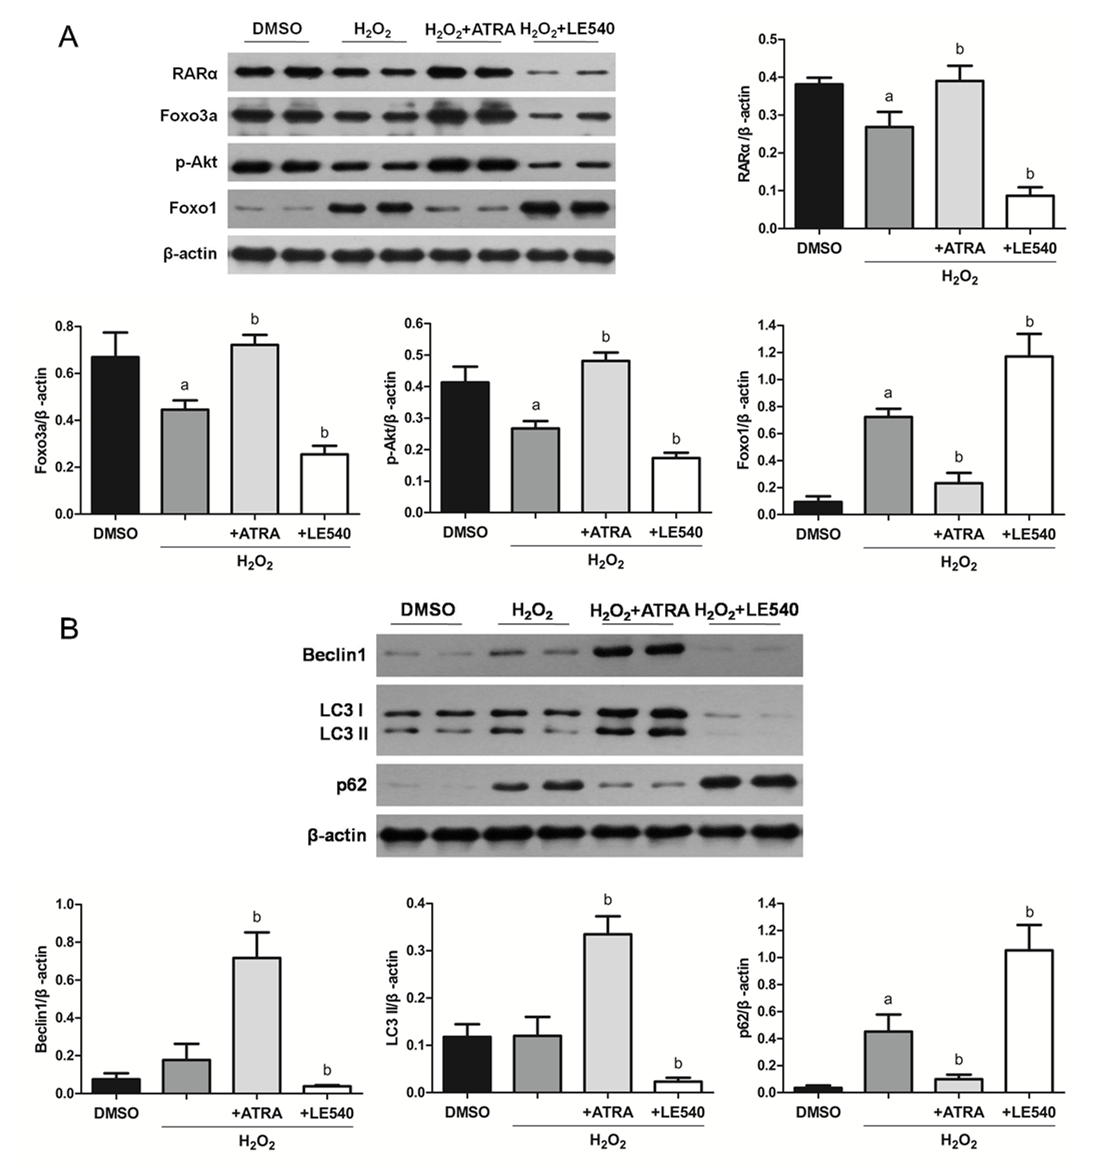 A
DMSO H₂O₂ H₂O₂+ATRA H₂O₂+LE540
RARα
Foxo3a
p-Akt
Foxo1
β-actin
RARα/β -actin
0.5
0.4
0.3
0.2
0.1
0.0
a
b
b
DMSO +ATRA +LE540
H₂O₂
Foxo3a/β -actin
0.8
0.6
0.4
0.2
0.0
a
b
b
DMSO +ATRA +LE540
H₂O₂
p-Akt/β -actin
0.6
0.5
0.4
0.3
0.2
0.1
0.0
a
b
b
DMSO +ATRA +LE540
H₂O₂
Foxo1/β -actin
1.4
1.2
1.0
0.8
0.6
0.4
0.2
0.0
a
b
b
DMSO +ATRA +LE540
H₂O₂
B
DMSO H₂O₂ H₂O₂+ATRA H₂O₂+LE540
Beclin1
LC3 I
LC3 II
p62
β-actin
Beclin1/β -actin
1.0
0.8
0.6
0.4
0.2
0.0
b
b
DMSO +ATRA +LE540
H₂O₂
LC3 II/β -actin
0.4
0.3
0.2
0.1
0.0
b
b
DMSO +ATRA +LE540
H₂O₂
p62/β -actin
1.4
1.2
1.0
0.8
0.6
0.4
0.2
0.0
a
b
b
DMSO +ATRA +LE540
H₂O₂